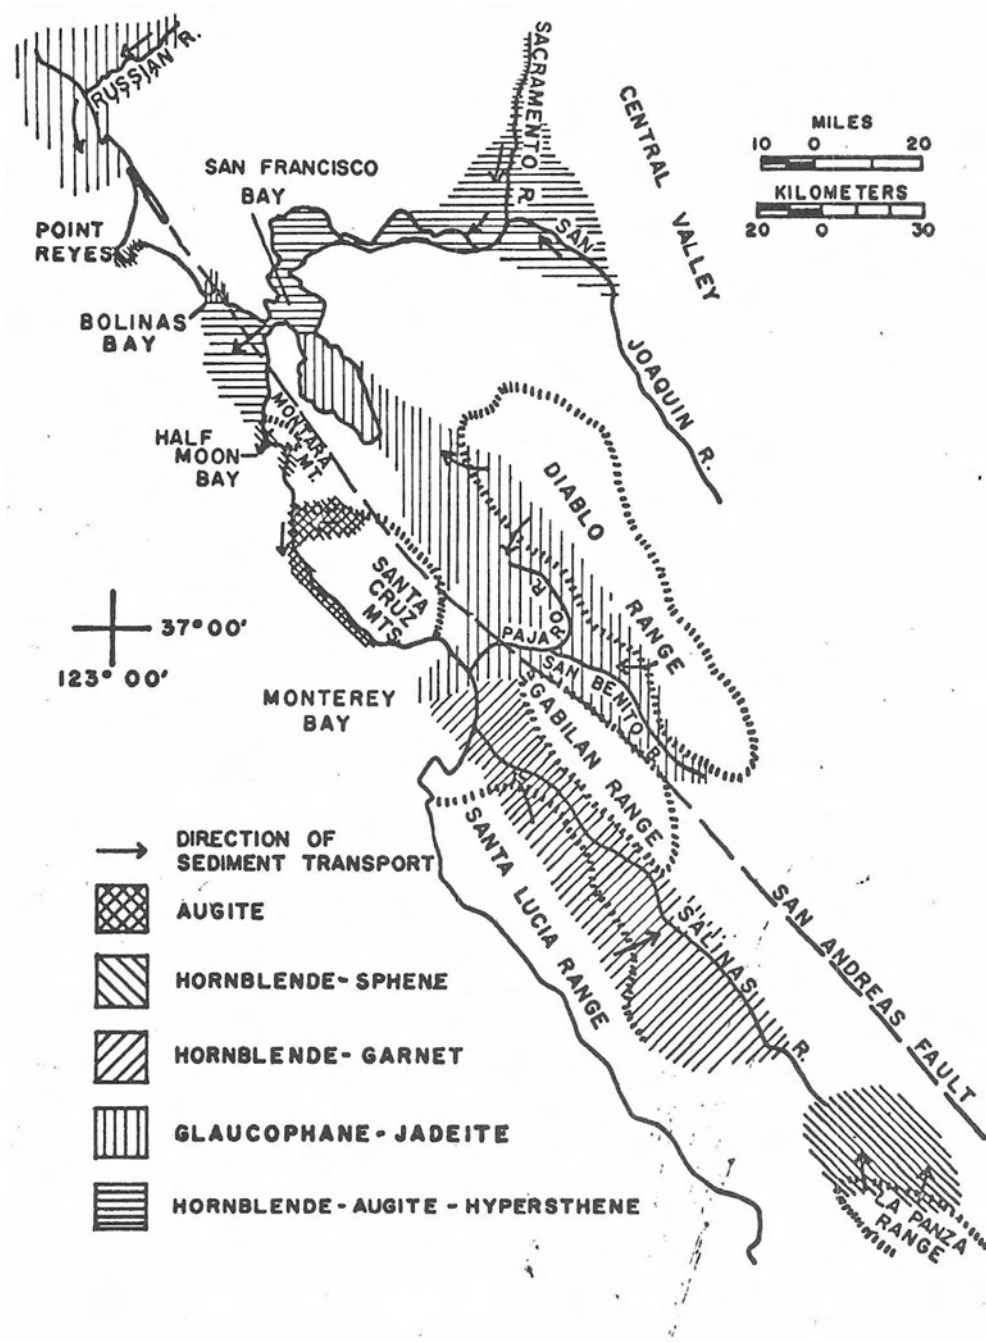 RUSSIAN R.
SACRAMENTO R.
CENTRAL VALLEY
MILES
10 0 20
KILOMETERS
20 0 30
SAN FRANCISCO
BAY
POINT
REYES
SAN JOAQUIN R.
BOLINAS
BAY
MONTARA
MT.
HALF
MOON
BAY
DIABLO RANGE
SANTA
CRUZ
MTS.
PAJARO R.
SAN BENITO R.
37°00'
123°00'
MONTEREY
BAY
GABILAN RANGE
SANTA LUCIA RANGE
SALINAS R.
SAN ANDREAS FAULT
LA PANZA
RANGE
DIRECTION OF
SEDIMENT TRANSPORT
AUGITE
HORNBLENDE-SPHENE
HORNBLENDE-GARNET
GLAUCOPHANE-JADEITE
HORNBLENDE-AUGITE-HYPERSTHENE